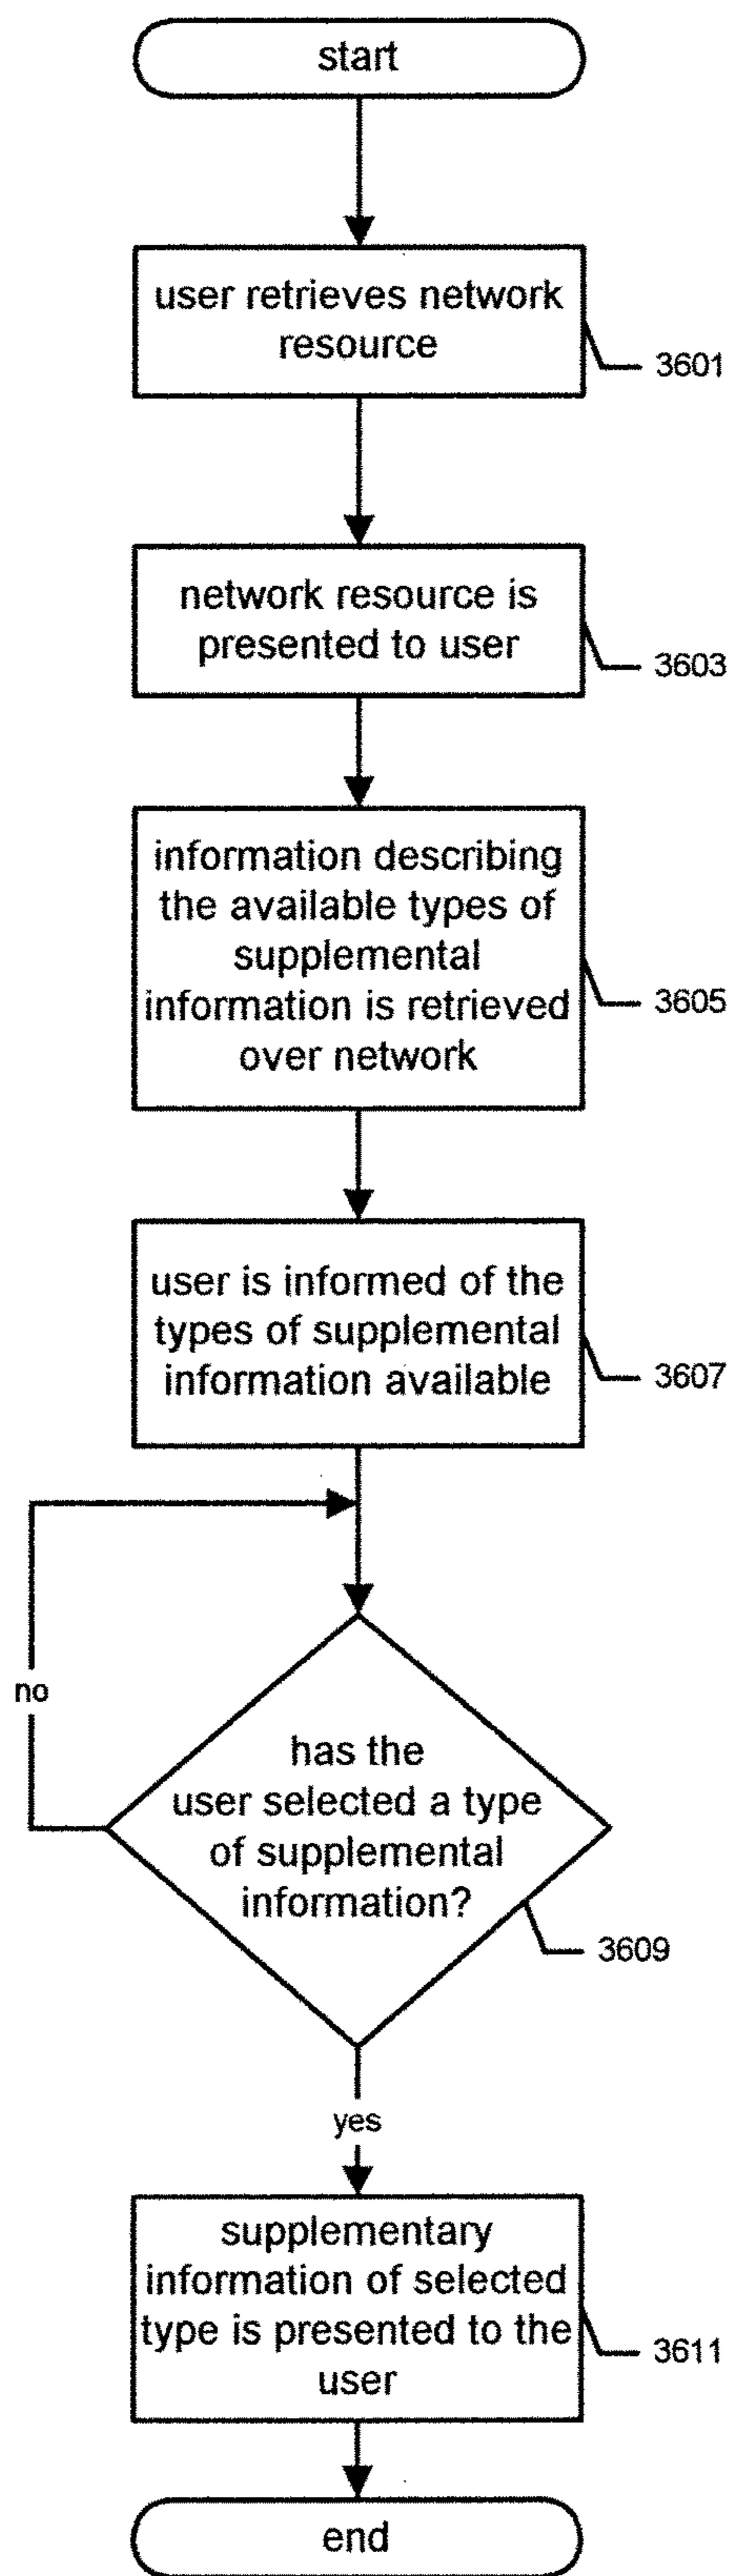 start
user retrieves network
resource
3601
network resource is
presented to user
3603
information describing
the available types of
supplemental
information is retrieved
over network
3605
user is informed of the
types of supplemental
information available
3607
no
has the
user selected a type
of supplemental
information?
3609
yes
supplementary
information of selected
type is presented to the
user
3611
end